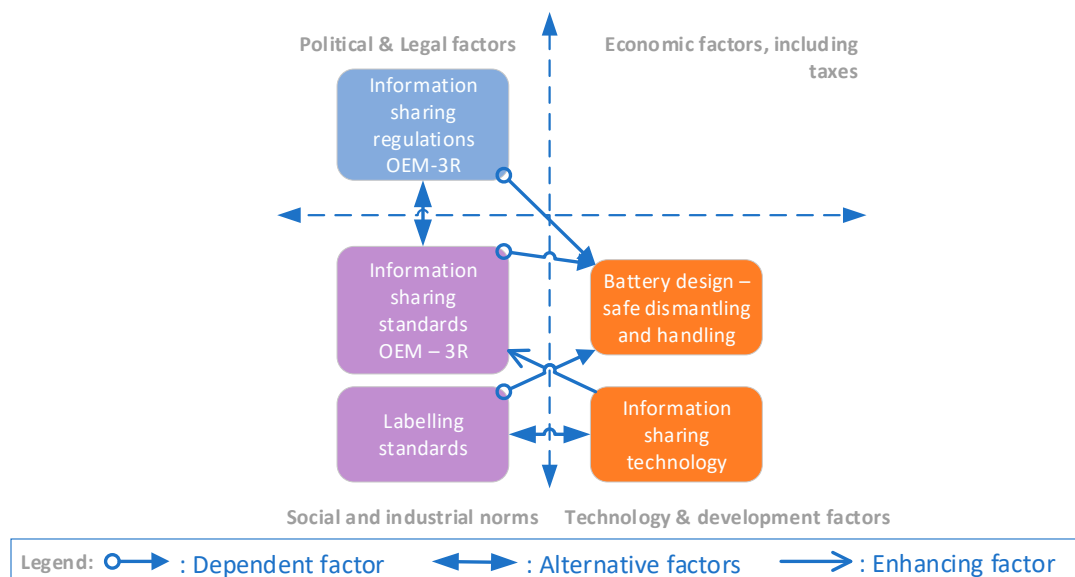 Political & Legal factors
Economic factors, including
taxes
Information
sharing
regulations
OEM-3R
Information
sharing
standards
OEM – 3R
Battery design –
safe dismantling
and handling
Labelling
standards
Information
sharing
technology
Social and industrial norms
Technology & development factors
Legend:
: Dependent factor
: Alternative factors
: Enhancing factor